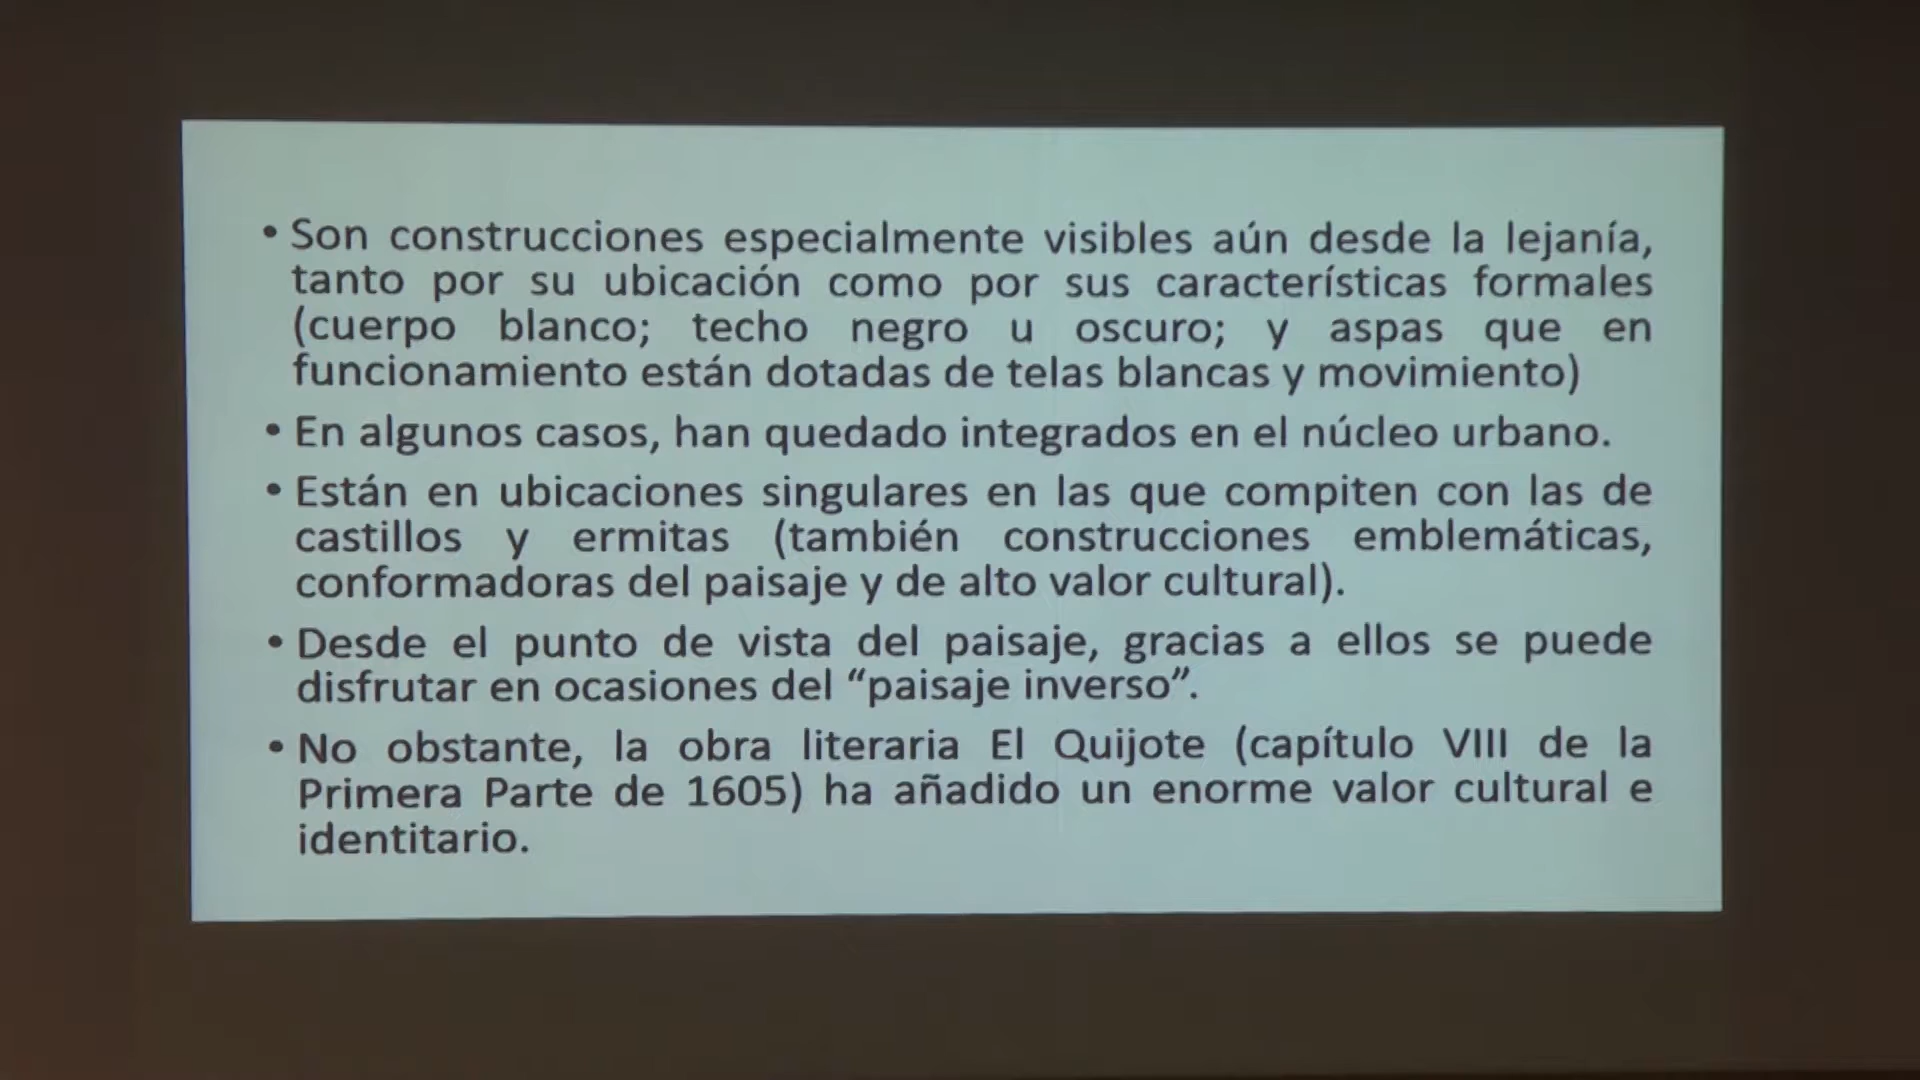 • Son construcciones especialmente visibles aún desde la lejanía,
tanto por su ubicación como por sus características formales
(cuerpo blanco; techo negro u oscuro; y aspas que en
funcionamiento están dotadas de telas blancas y movimiento)
• En algunos casos, han quedado integrados en el núcleo urbano.
• Están en ubicaciones singulares en las que compiten con las de
castillos y ermitas (también construcciones emblemáticas,
conformadoras del paisaje y de alto valor cultural).
• Desde el punto de vista del paisaje, gracias a ellos se puede
disfrutar en ocasiones del “paisaje inverso”.
• No obstante, la obra literaria El Quijote (capítulo VIII de la
Primera Parte de 1605) ha añadido un enorme valor cultural e
identitario.